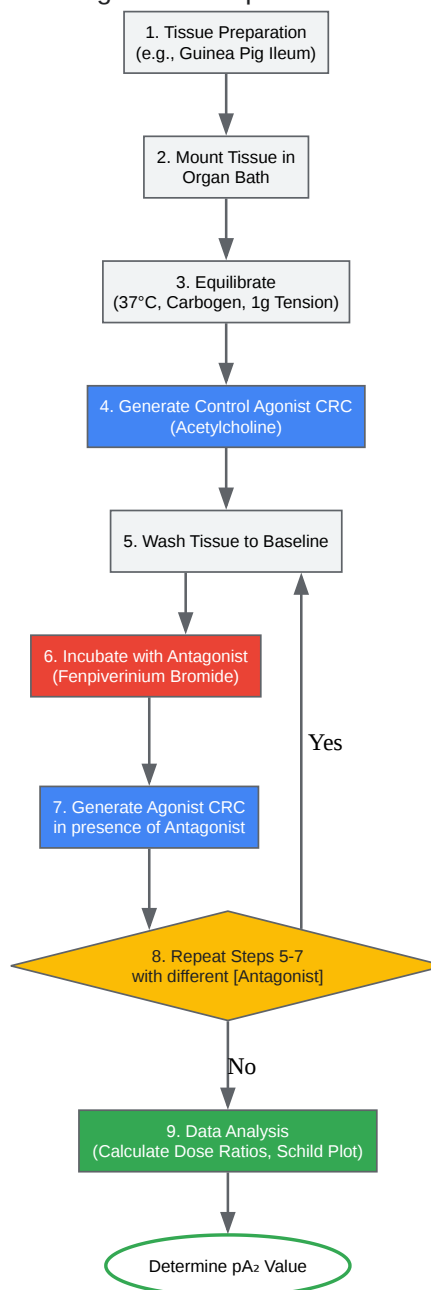 1. Tissue Preparation
(e.g., Guinea Pig Ileum)
2. Mount Tissue in
Organ Bath
3. Equilibrate
(37°C, Carbogen, 1g Tension)
4. Generate Control Agonist CRC
(Acetylcholine)
5. Wash Tissue to Baseline
6. Incubate with Antagonist
(Fenpiverinium Bromide)
Yes
7. Generate Agonist CRC
in presence of Antagonist
8. Repeat Steps 5-7
with different [Antagonist]
No
9. Data Analysis
(Calculate Dose Ratios, Schild Plot)
Determine pA₂ Value